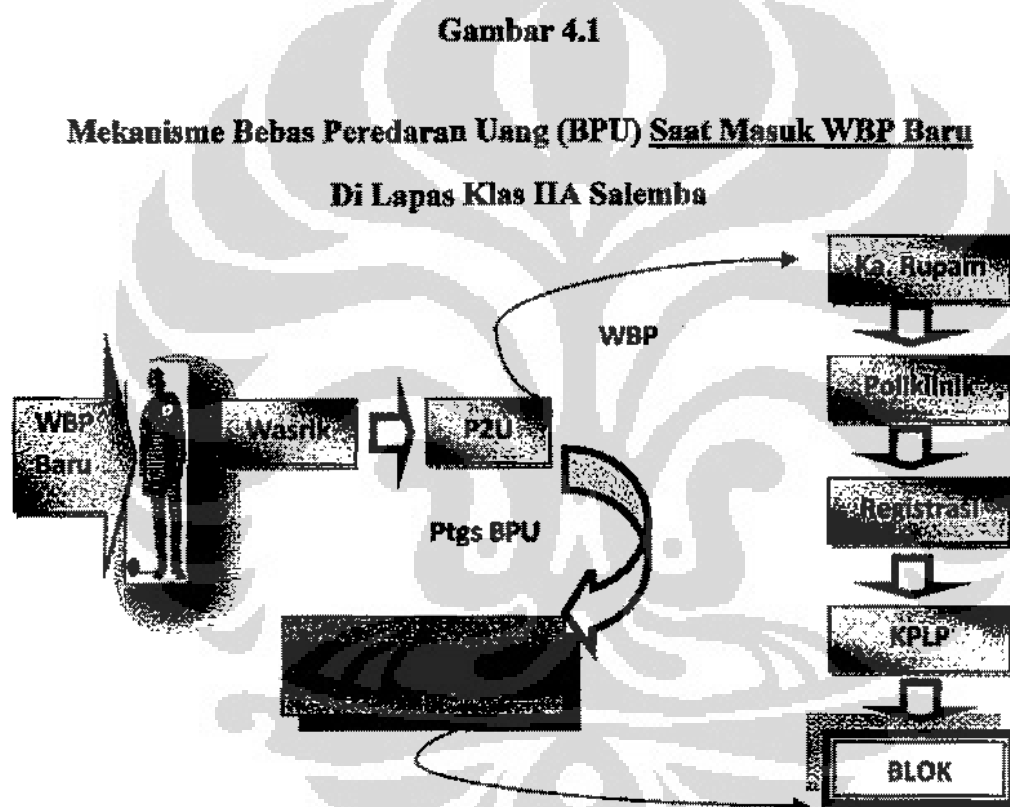 Gambar 4.1
Mekanisme Bebas Peredaran Uang (BPU) Saat Masuk WBP Baru
Di Lapas Klas IIA Salemba
Ka. Rupam
WBP
Poliklinik
WBP
Baru
Wasrik
P2U
Registrasi
Ptgs BPU
KPLP
BLOK